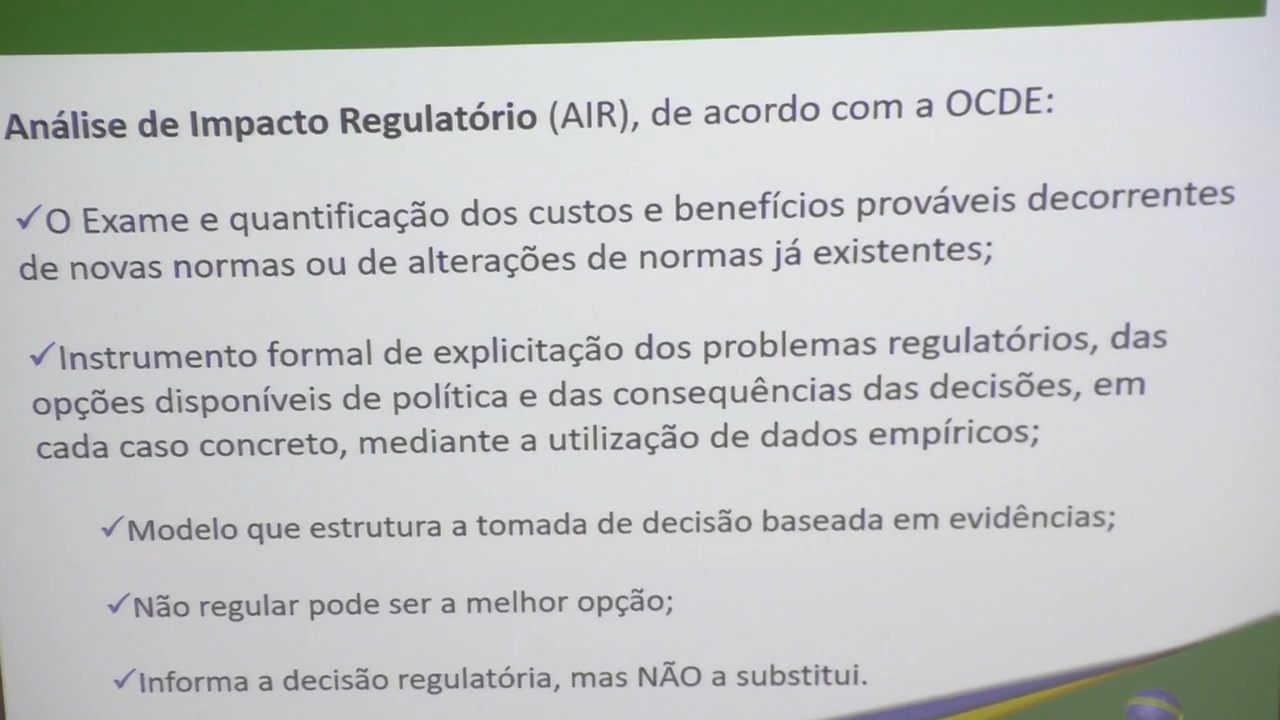 Análise de Impacto Regulatório (AIR), de acordo com a OCDE:
✓O Exame e quantificação dos custos e benefícios prováveis decorrentes
de novas normas ou de alterações de normas já existentes;
✓Instrumento formal de explicitação dos problemas regulatórios, das
opções disponíveis de política e das consequências das decisões, em
cada caso concreto, mediante a utilização de dados empíricos;
✓Modelo que estrutura a tomada de decisão baseada em evidências;
✓Não regular pode ser a melhor opção;
✓Informa a decisão regulatória, mas NÃO a substitui.